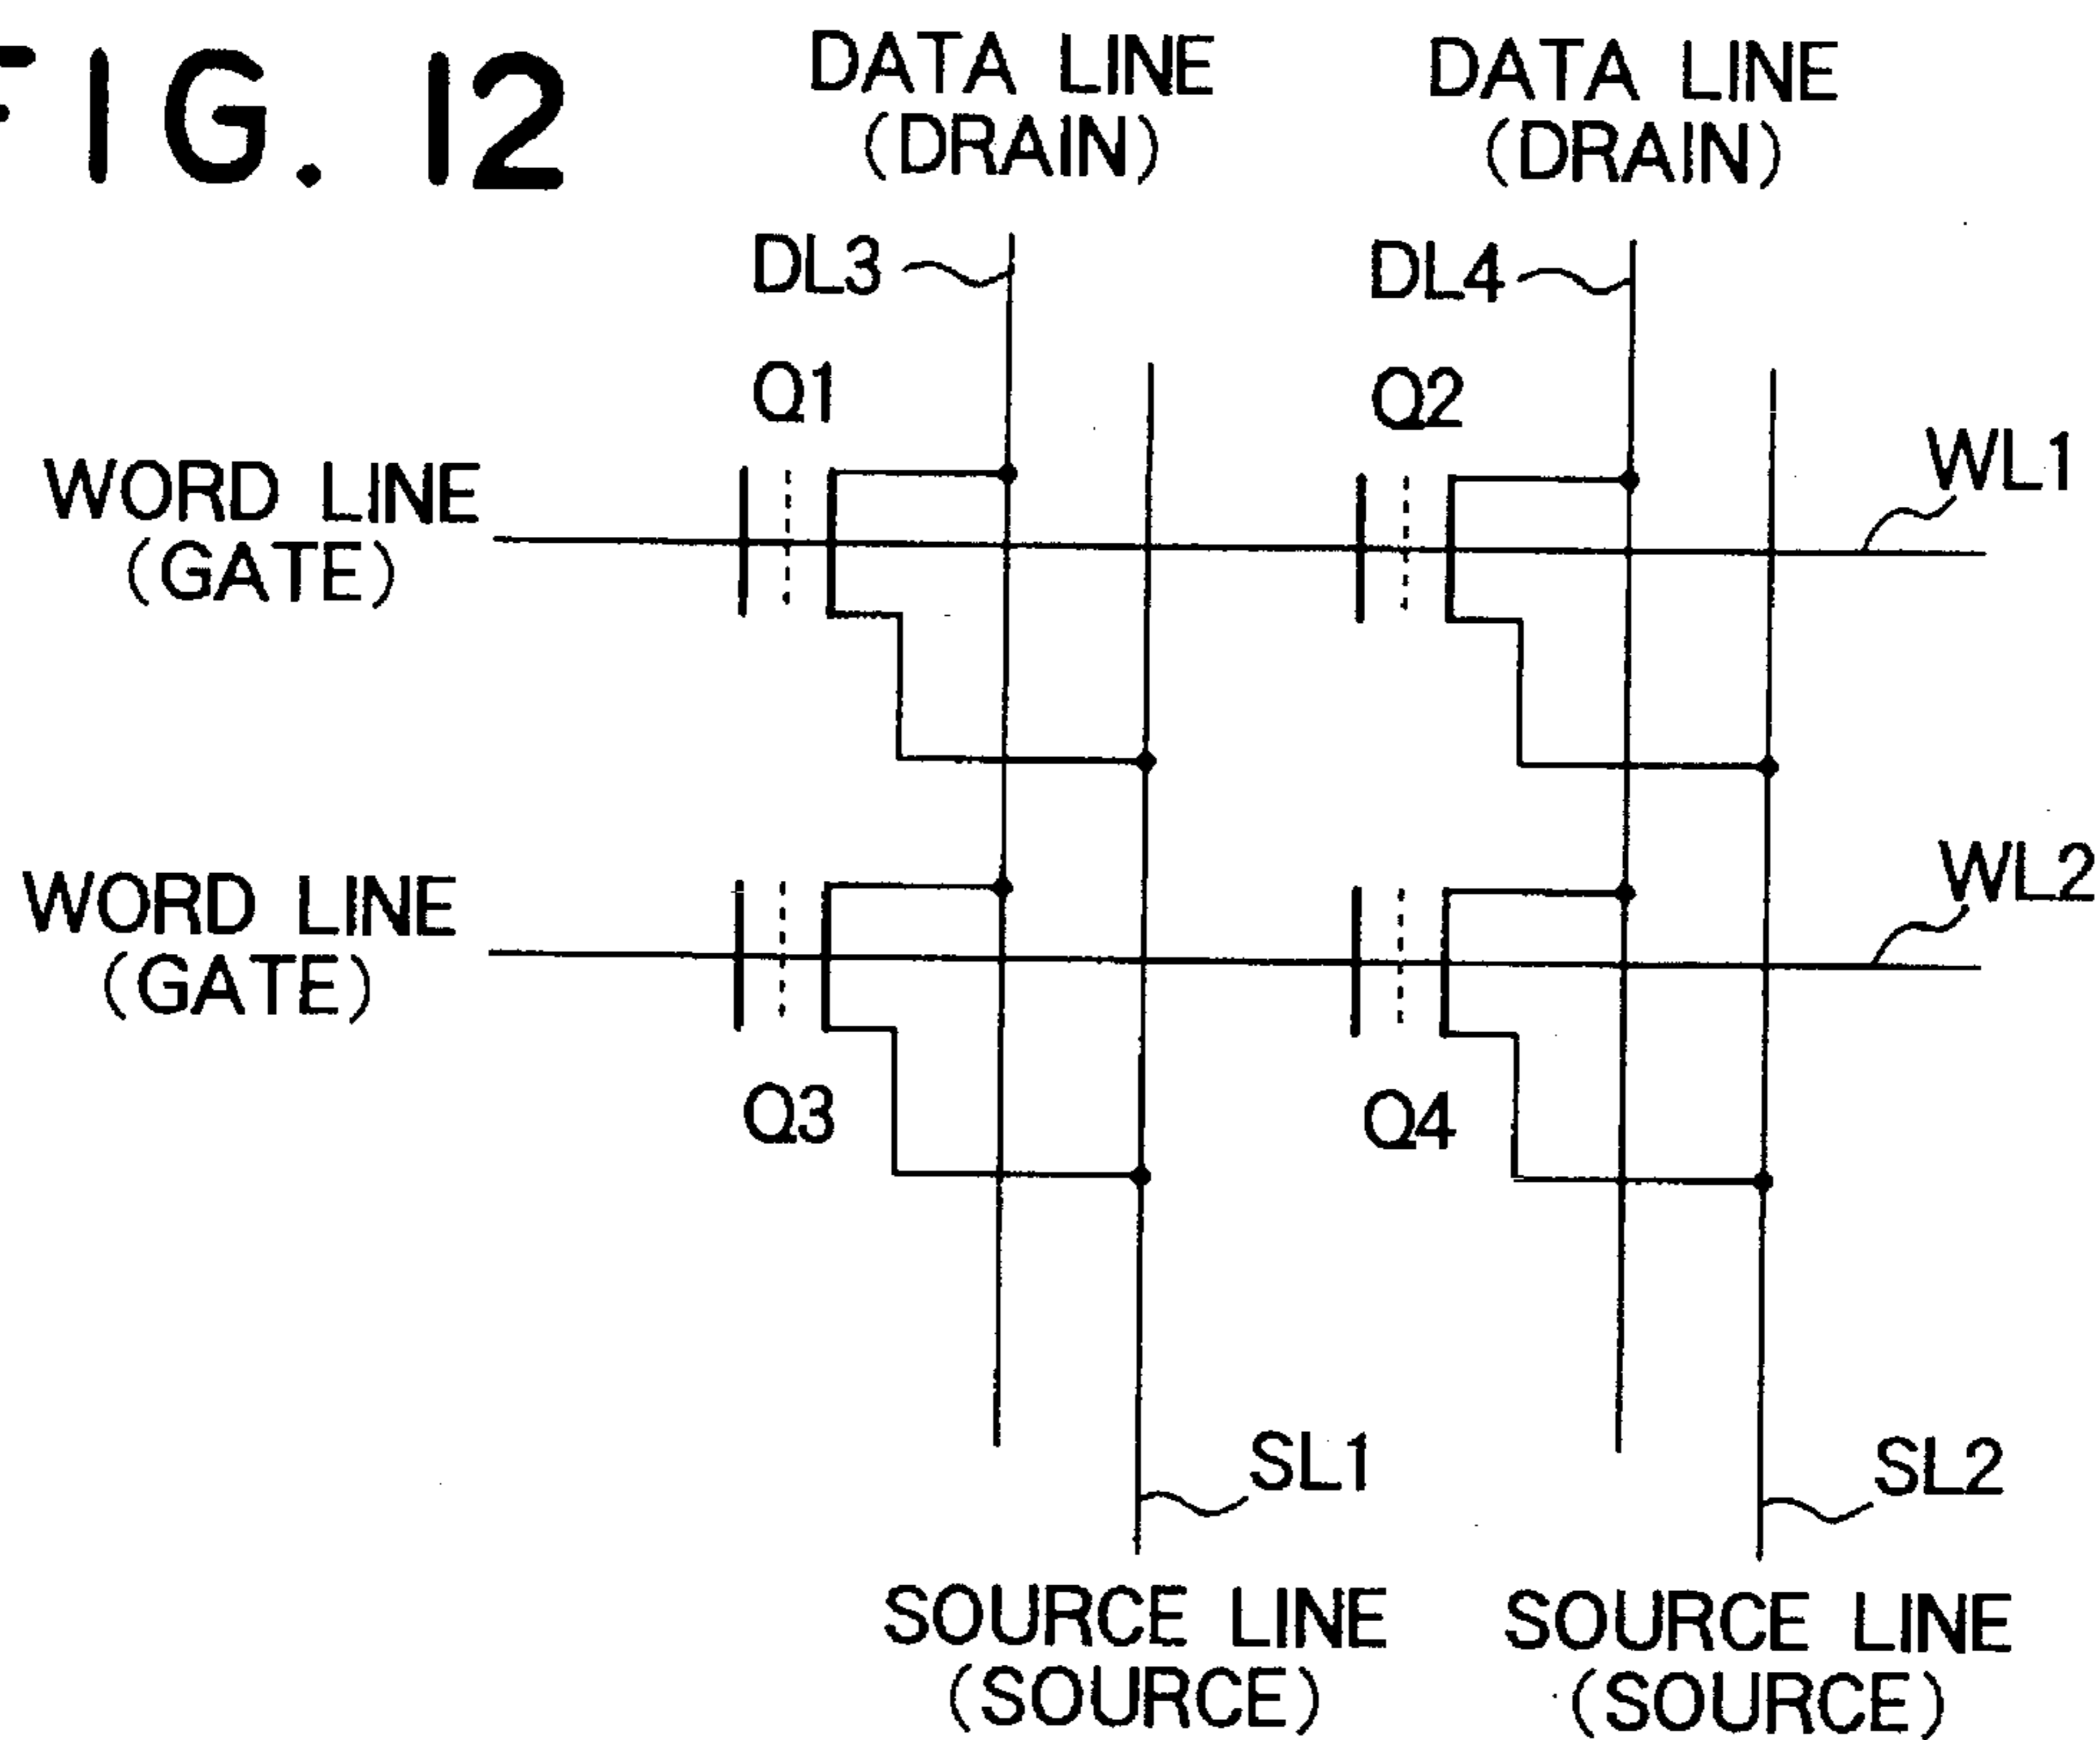 FIG. 12
DATA LINE
(DRAIN)
DATA LINE
(DRAIN)
DL3
DL4
Q1
Q2
WORD LINE
(GATE)
WL1
WORD LINE
(GATE)
WL2
Q3
Q4
SL1
SL2
SOURCE LINE
(SOURCE)
SOURCE LINE
(SOURCE)